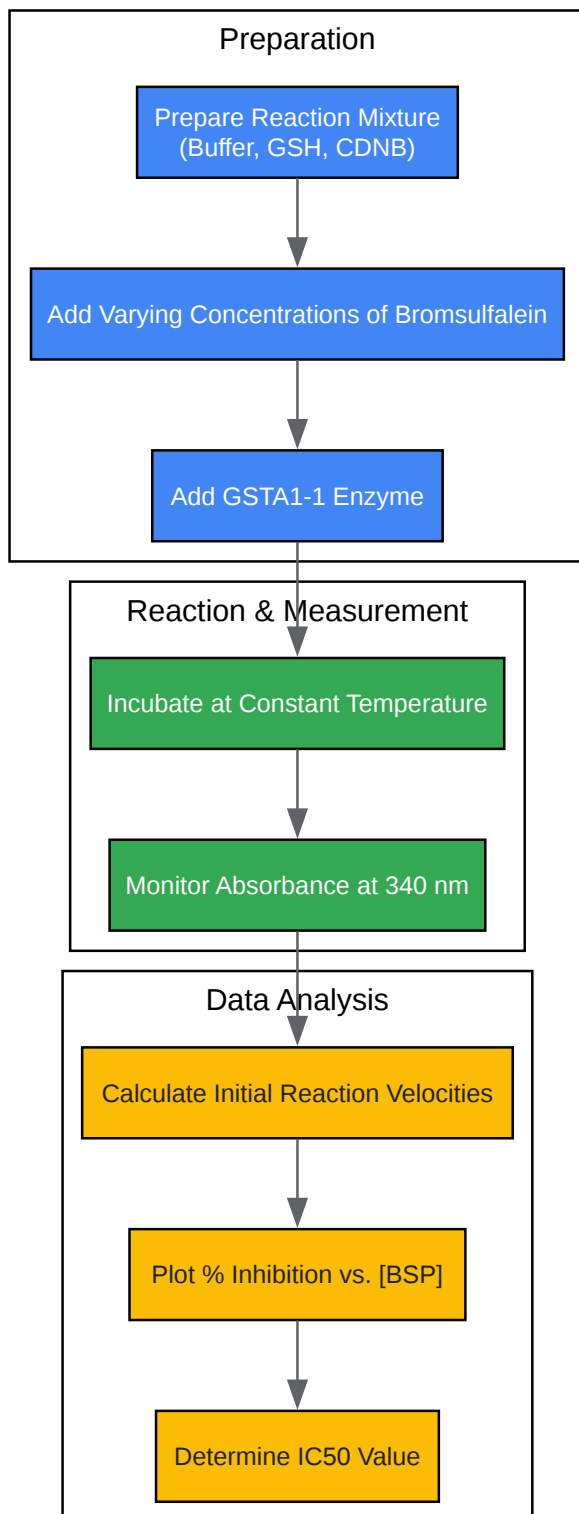 Preparation
Prepare Reaction Mixture
(Buffer, GSH, CDNB)
Add Varying Concentrations of Bromsulfalein
Add GSTA1-1 Enzyme
Reaction & Measurement
Incubate at Constant Temperature
Monitor Absorbance at 340 nm
Data Analysis
Calculate Initial Reaction Velocities
Plot % Inhibition vs. [BSP]
Determine IC50 Value